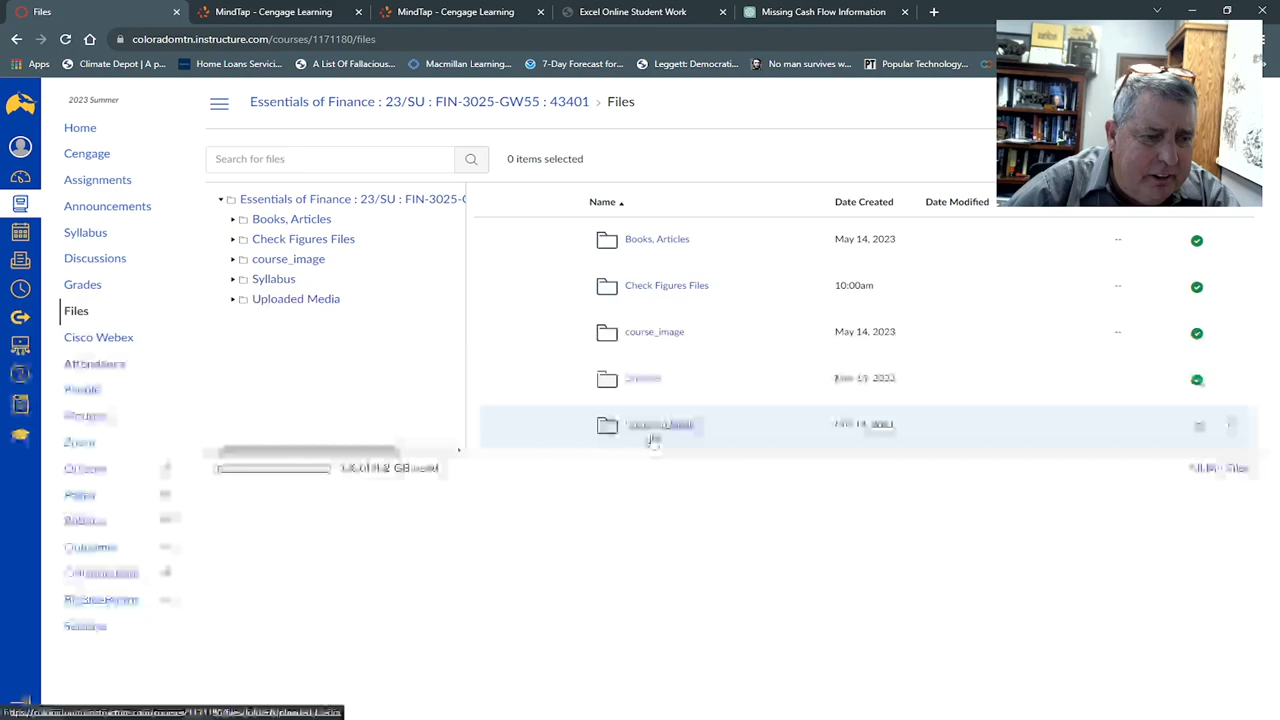 Files
MindTap - Cengage Learning
MindTap - Cengage Learning
Excel Online Student Work
Missing Cash Flow Information
coloradomtn.instructure.com/courses/1171180/files
Apps
Climate Depot | A p...
Home Loans Servici...
A List Of Fallacious...
Macmillan Learning...
7-Day Forecast for...
Leggett: Democrati...
No man survives w...
PT Popular Technology...
2023 Summer
Essentials of Finance : 23/SU : FIN-3025-GW55 : 43401 › Files
Home
Cengage
Assignments
Announcements
Syllabus
Discussions
Grades
Files
Cisco Webex
Search for files
0 items selected
Essentials of Finance : 23/SU : FIN-3025-
Books, Articles
Check Figures Files
course_image
Syllabus
Uploaded Media
Name
Date Created
Date Modified
Books, Articles
May 14, 2023
--
Check Figures Files
10:00am
--
course_image
May 14, 2023
--